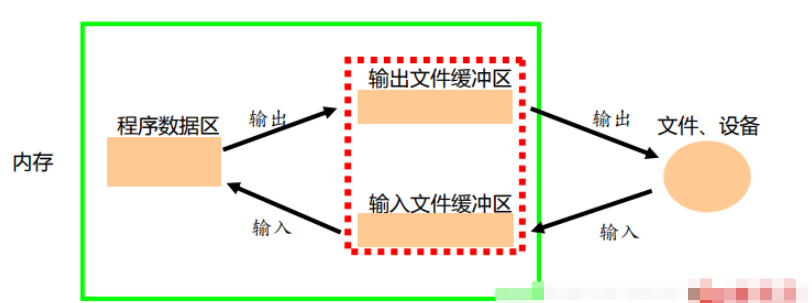 输出文件缓冲区
程序数据区
输出
输出
文件、设备
内存
输入文件缓冲区
输入
输入